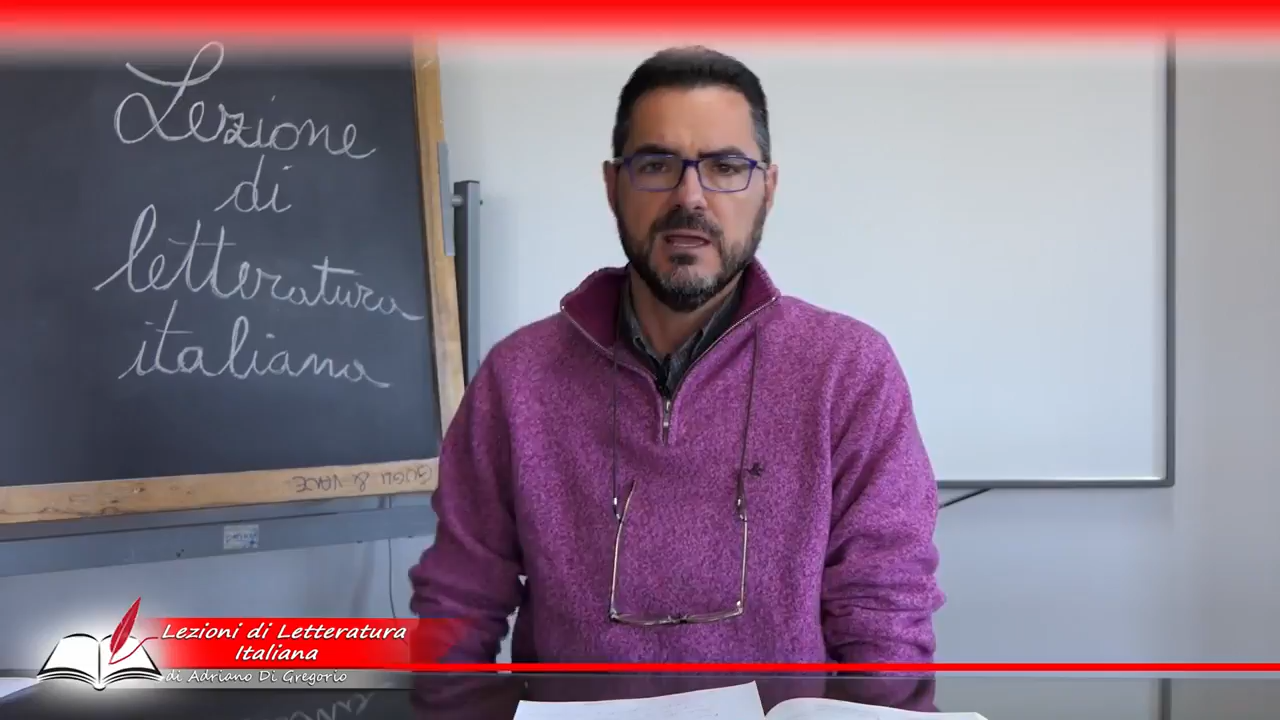 Lezione
di
letteratura
italiana
Lezioni di Letteratura
Italiana
di Adriano Di Gregorio